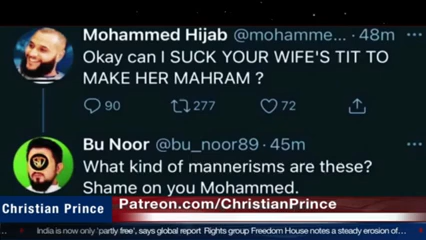 Mohammed Hijab @mohamme... · 48m
Okay can I SUCK YOUR WIFE'S TIT TO
MAKE HER MAHRAM ?
90 277 72
Bu Noor @bu_noor89 · 45m
What kind of mannerisms are these?
Shame on you Mohammed.
Christian Prince Patreon.com/ChristianPrince
India is now only 'partly free', says global report Rights group Freedom House notes a steady erosion of...